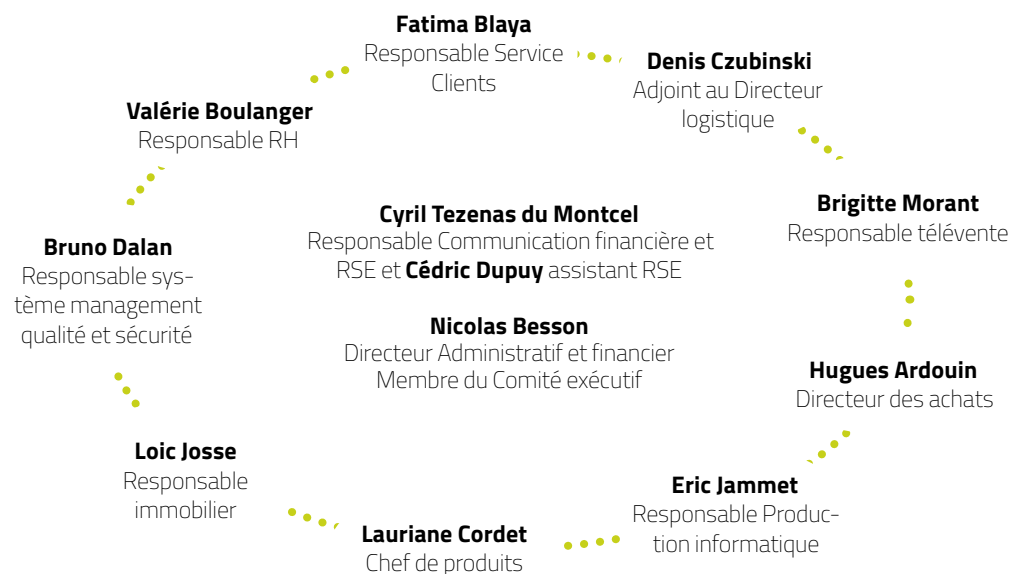 Fatima Blaya
Responsable Service
Clients
Denis Czubinski
Adjoint au Directeur
logistique
Valérie Boulanger
Responsable RH
Brigitte Morant
Responsable télévente
Cyril Tezenas du Montcel
Responsable Communication financière et
RSE et Cédric Dupuy assistant RSE
Bruno Dalan
Responsable sys-
tème management
qualité et sécurité
Nicolas Besson
Directeur Administratif et financier
Membre du Comité exécutif
Hugues Ardouin
Directeur des achats
Loic Josse
Responsable
immobilier
Eric Jammet
Responsable Produc-
tion informatique
Lauriane Cordet
Chef de produits